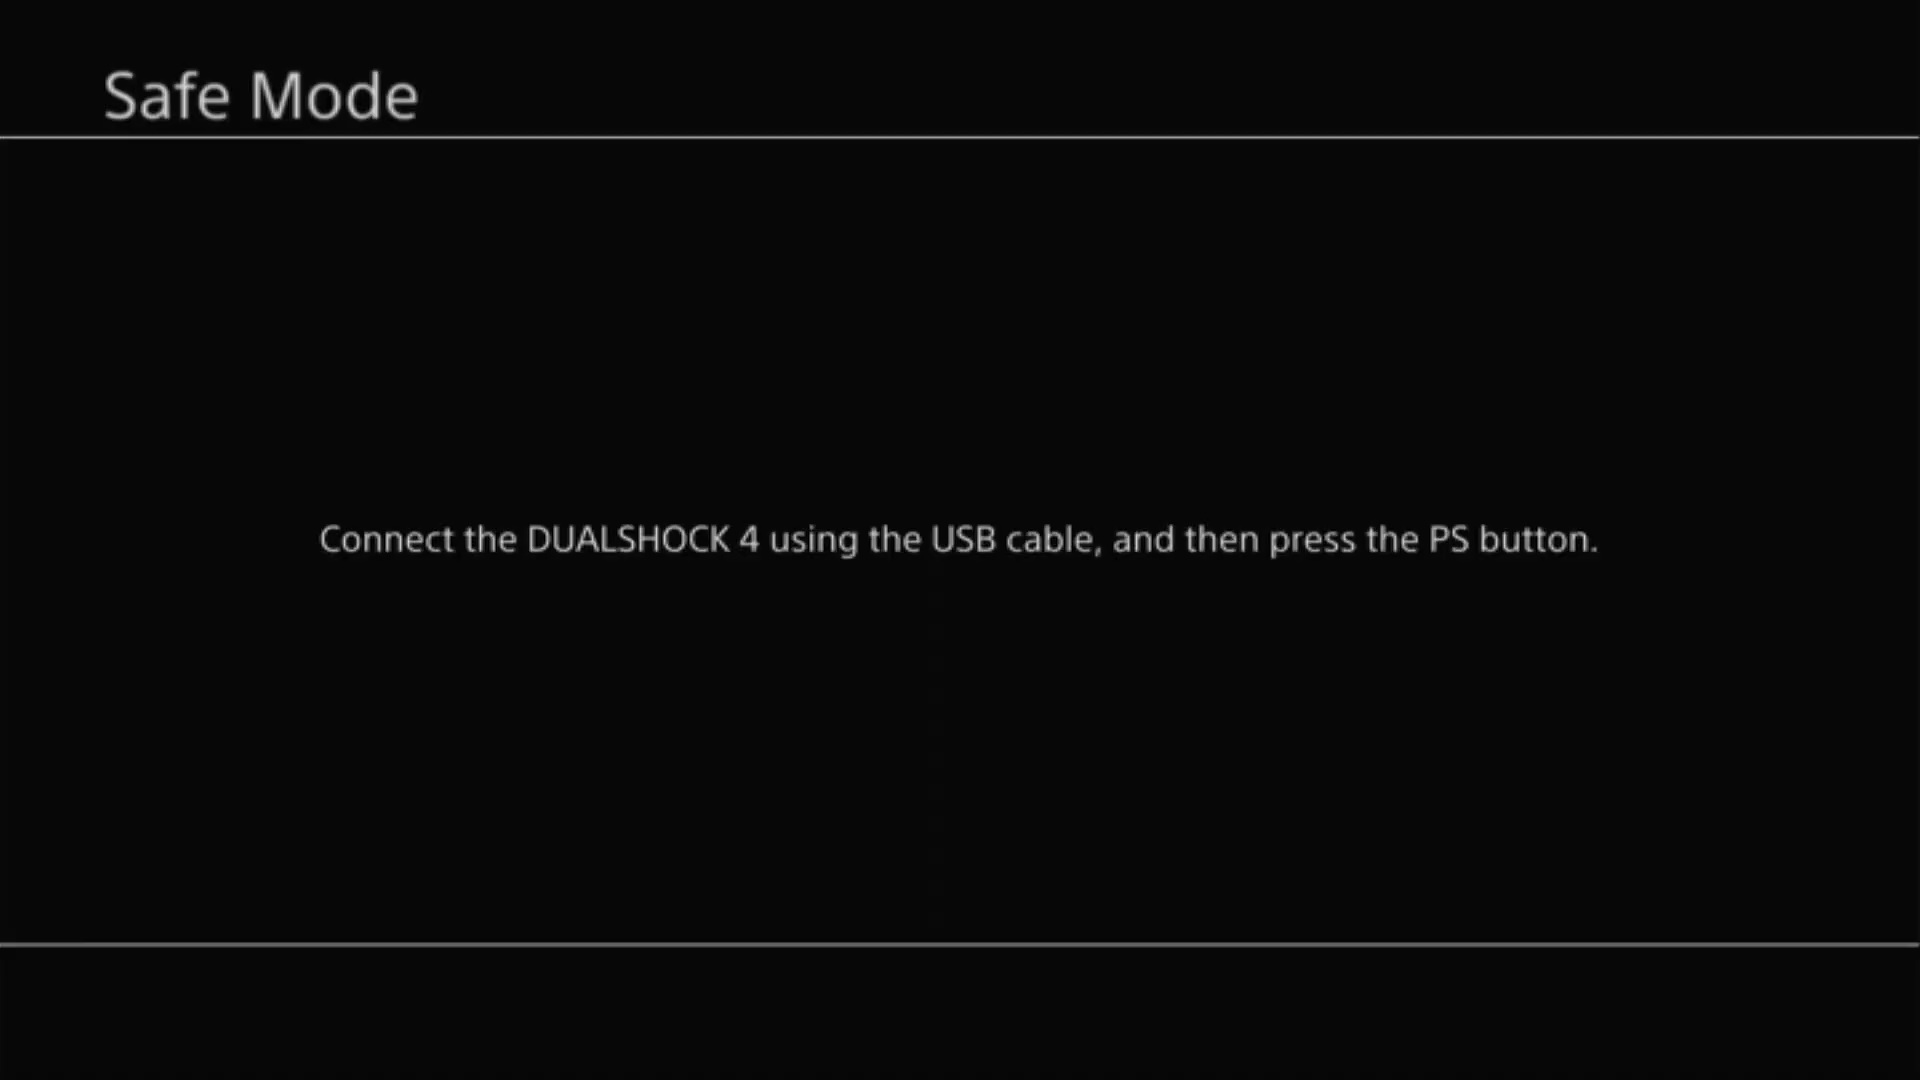 Safe Mode
Connect the DUALSHOCK 4 using the USB cable, and then press the PS button.